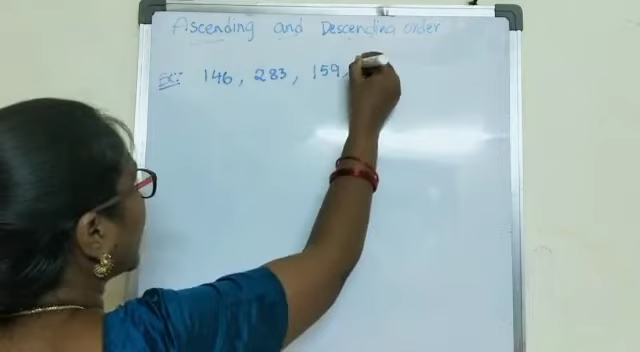 Ascending and Descending order
Ex: 146, 283, 159,